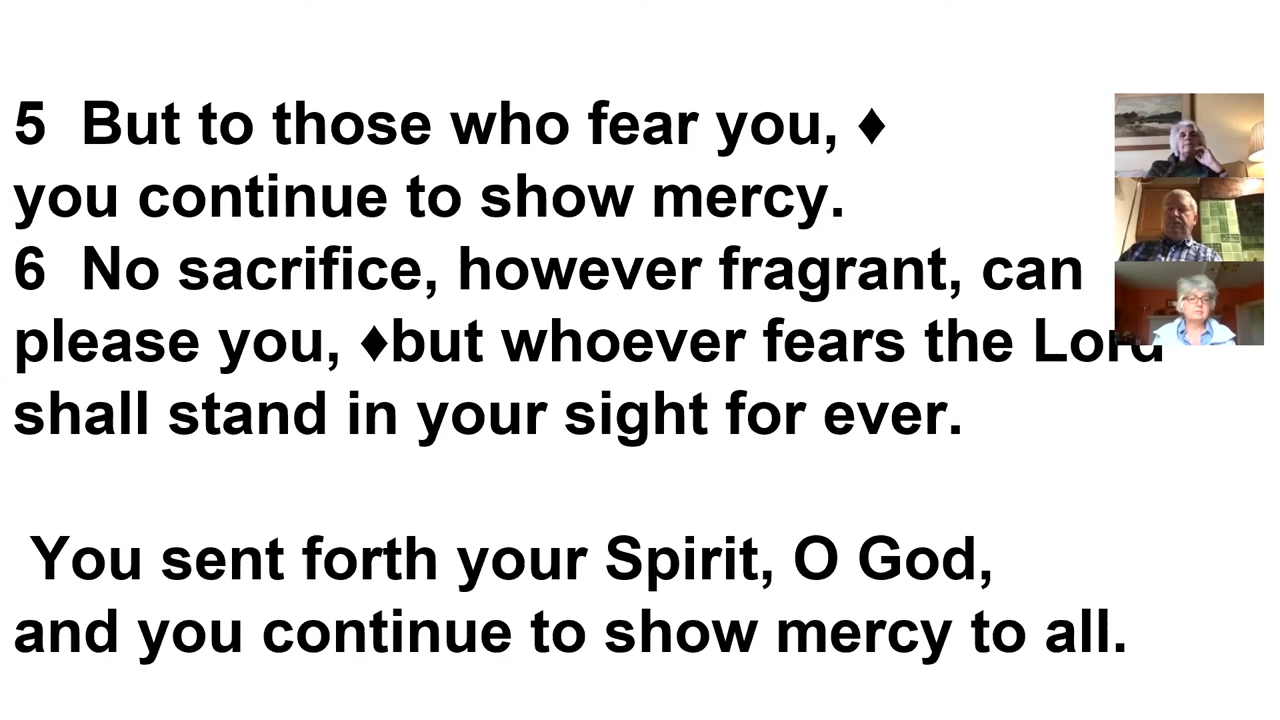 5 But to those who fear you, ♦
you continue to show mercy.
6 No sacrifice, however fragrant, can
please you, ♦but whoever fears the Lord
shall stand in your sight for ever.
You sent forth your Spirit, O God,
and you continue to show mercy to all.